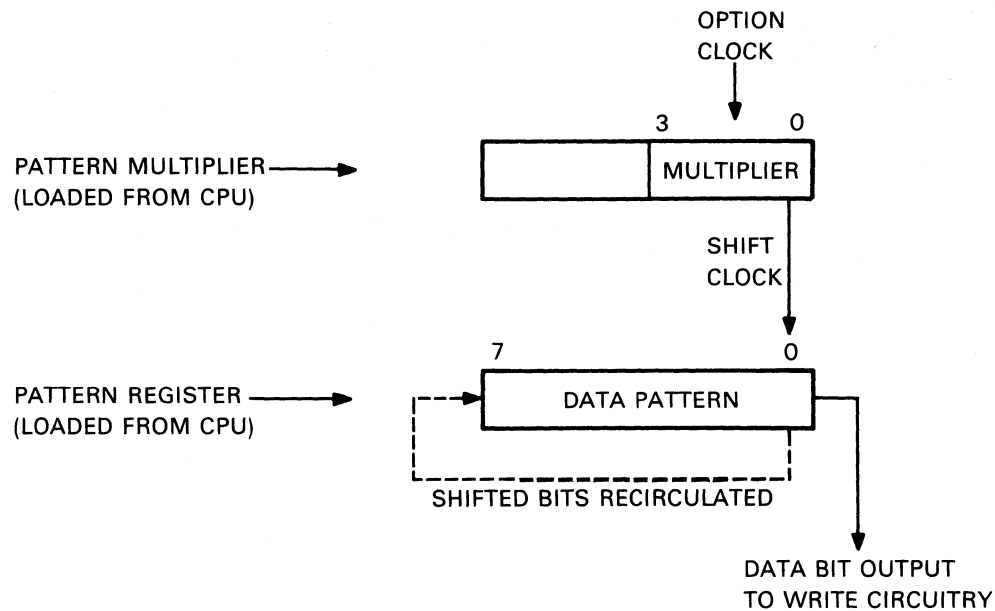 OPTION
CLOCK
3 0
PATTERN MULTIPLIER
(LOADED FROM CPU)
MULTIPLIER
SHIFT
CLOCK
7 0
PATTERN REGISTER
(LOADED FROM CPU)
DATA PATTERN
SHIFTED BITS RECIRCULATED
DATA BIT OUTPUT
TO WRITE CIRCUITRY